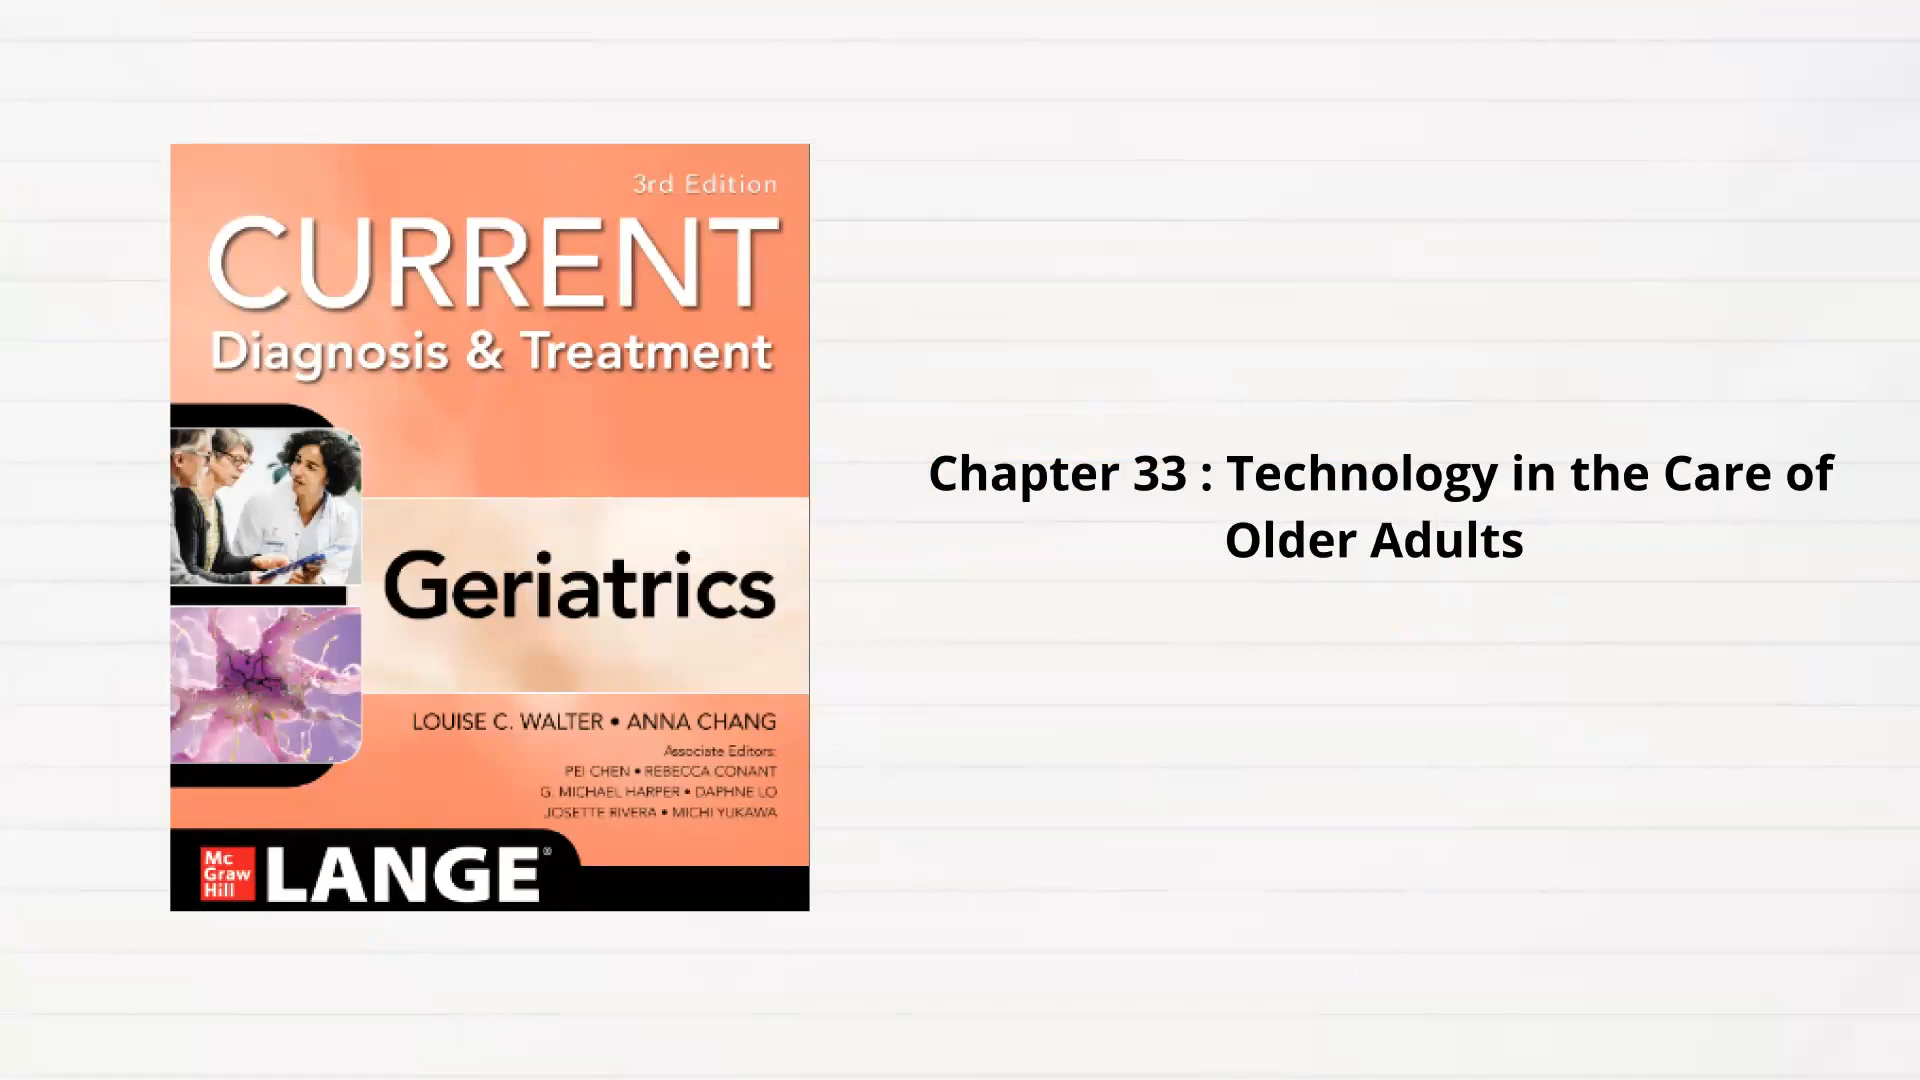 3rd Edition
CURRENT
Diagnosis & Treatment
Geriatrics
LOUISE C. WALTER • ANNA CHANG
Associate Editors:
PEI CHEN • REBECCA CONANT
G. MICHAEL HARPER • DAPHNE LO
JOSETTE RIVERA • MICHI YUKAWA
Mc
Graw
Hill
LANGE®
Chapter 33 : Technology in the Care of
Older Adults